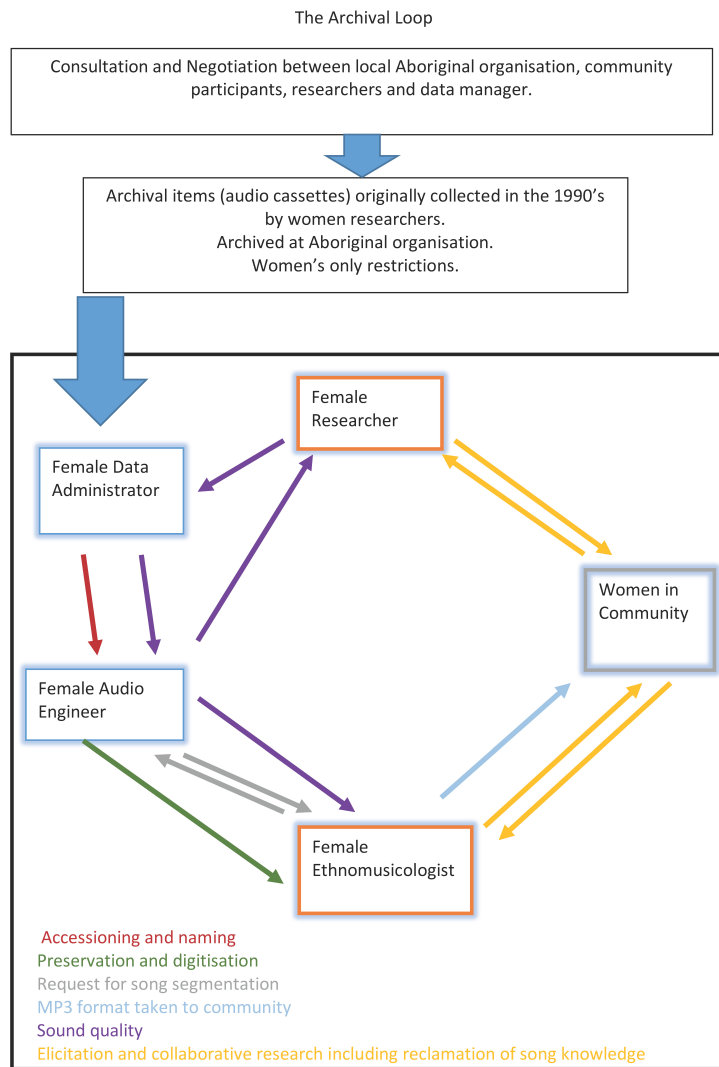 The Archival Loop
Consultation and Negotiation between local Aboriginal organisation, community
participants, researchers and data manager.
Archival items (audio cassettes) originally collected in the 1990's
by women researchers.
Archived at Aboriginal organisation.
Women's only restrictions.
Female
Researcher
Female Data
Administrator
Women in
Community
Female Audio
Engineer
Female
Ethnomusicologist
Accessioning and naming
Preservation and digitisation
Request for song segmentation
MP3 format taken to community
Sound quality
Elicitation and collaborative research including reclamation of song knowledge